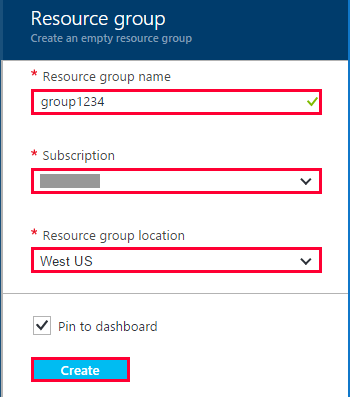 Resource group
Create an empty resource group
* Resource group name
group1234
* Subscription
* Resource group location
West US
Pin to dashboard
Create